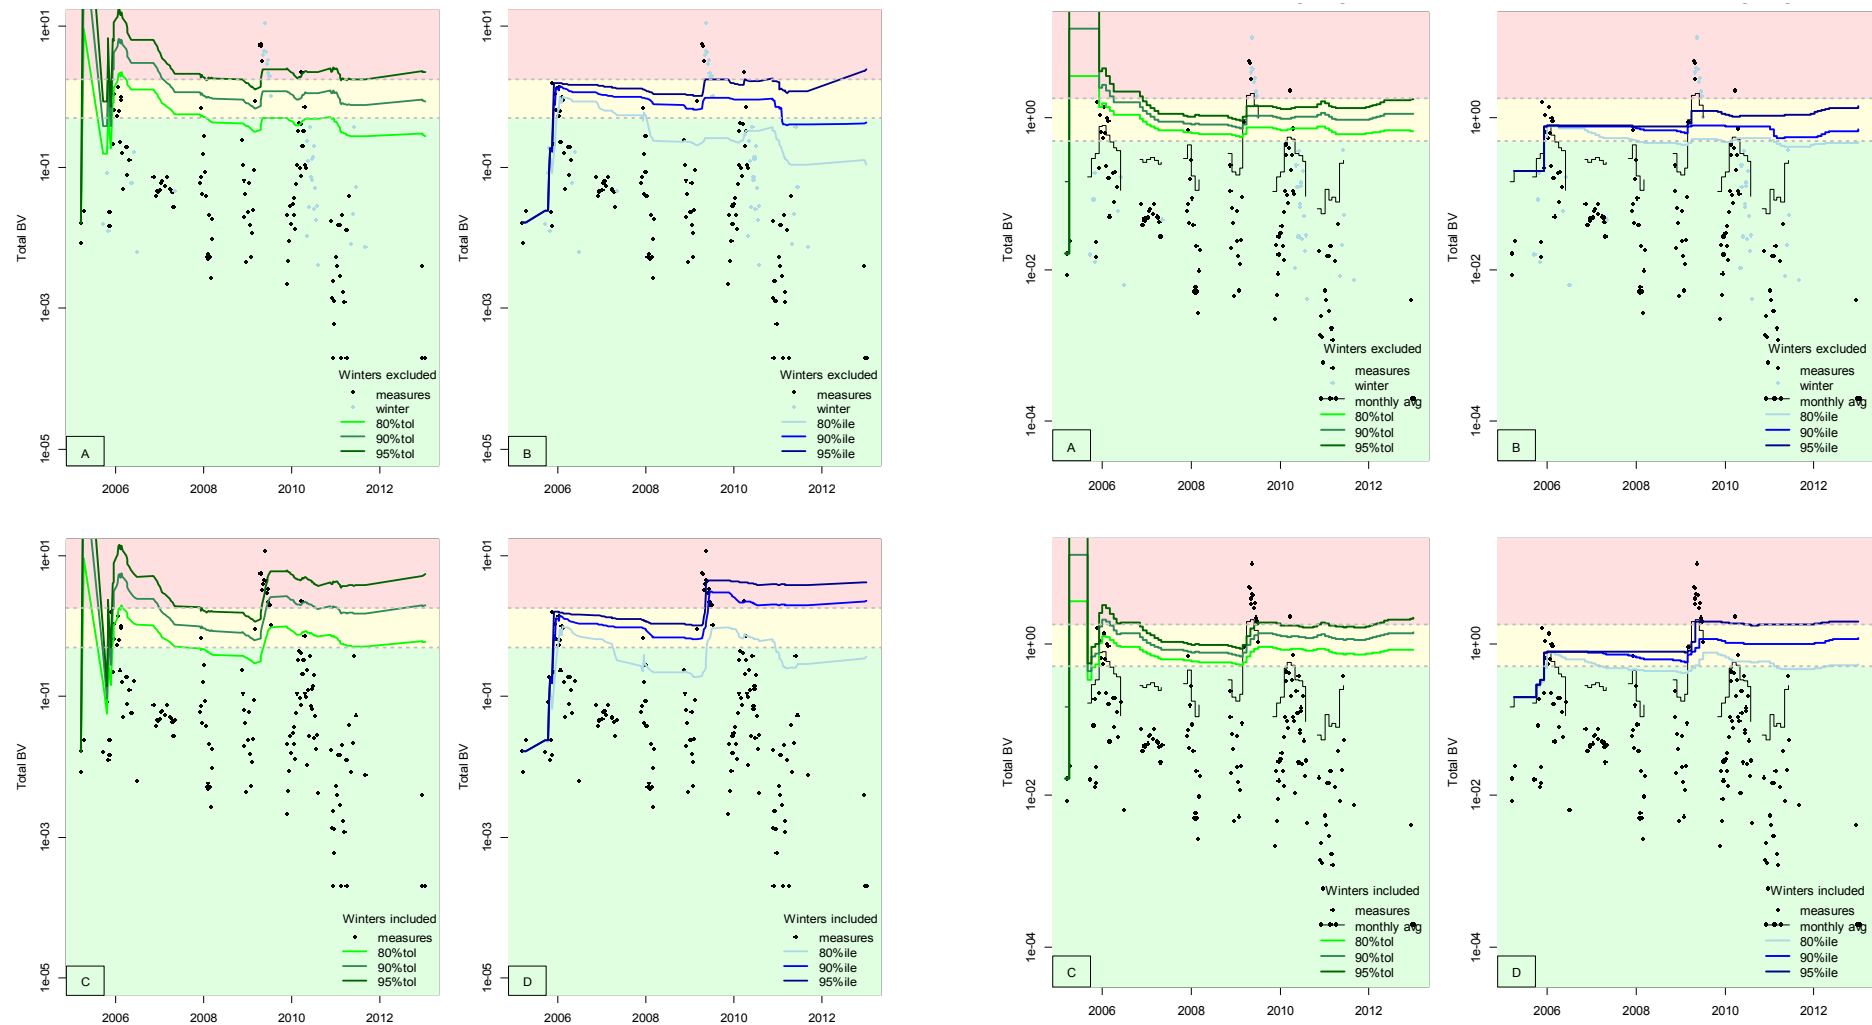 Total BV
1e+01
1e-01
1e-03
1e-05
Winters excluded
measures
winter
80%tol
90%tol
95%tol
A
2006
2008
2010
2012
Total BV
1e+01
1e-01
1e-03
1e-05
Winters excluded
measures
winter
80%ile
90%ile
95%ile
B
2006
2008
2010
2012
Total BV
1e+00
1e-02
1e-04
Winters excluded
measures
winter
monthly avg
80%tol
90%tol
95%tol
A
2006
2008
2010
2012
Total BV
1e+00
1e-02
1e-04
Winters excluded
measures
winter
monthly avg
80%ile
90%ile
95%ile
B
2006
2008
2010
2012
Total BV
1e+01
1e-01
1e-03
1e-05
Winters included
measures
80%tol
90%tol
95%tol
C
2006
2008
2010
2012
Total BV
1e+01
1e-01
1e-03
1e-05
Winters included
measures
80%ile
90%ile
95%ile
D
2006
2008
2010
2012
Total BV
1e+00
1e-02
1e-04
Winters included
measures
monthly avg
80%tol
90%tol
95%tol
C
2006
2008
2010
2012
Total BV
1e+00
1e-02
1e-04
Winters included
measures
monthly avg
80%ile
90%ile
95%ile
D
2006
2008
2010
2012